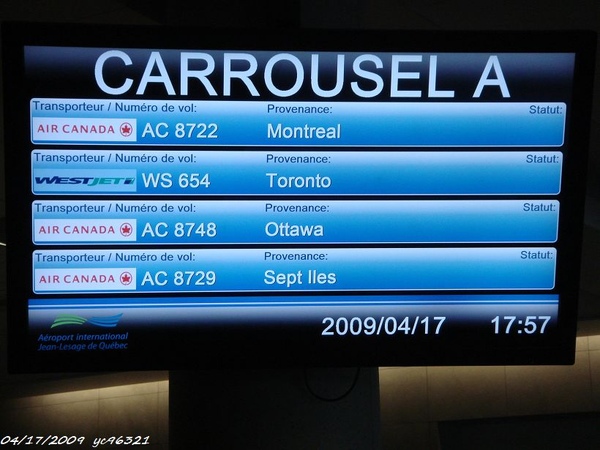 CARROUSEL A
Transporteur / Numéro de vol: Provenance: Statut:
AIR CANADA AC 8722 Montreal
Transporteur / Numéro de vol: Provenance: Statut:
WESTJET WS 654 Toronto
Transporteur / Numéro de vol: Provenance: Statut:
AIR CANADA AC 8748 Ottawa
Transporteur / Numéro de vol: Provenance: Statut:
AIR CANADA AC 8729 Sept Iles
2009/04/17 17:57
Aéroport international
Jean-Lesage de Québec
04/17/2009 yc96321